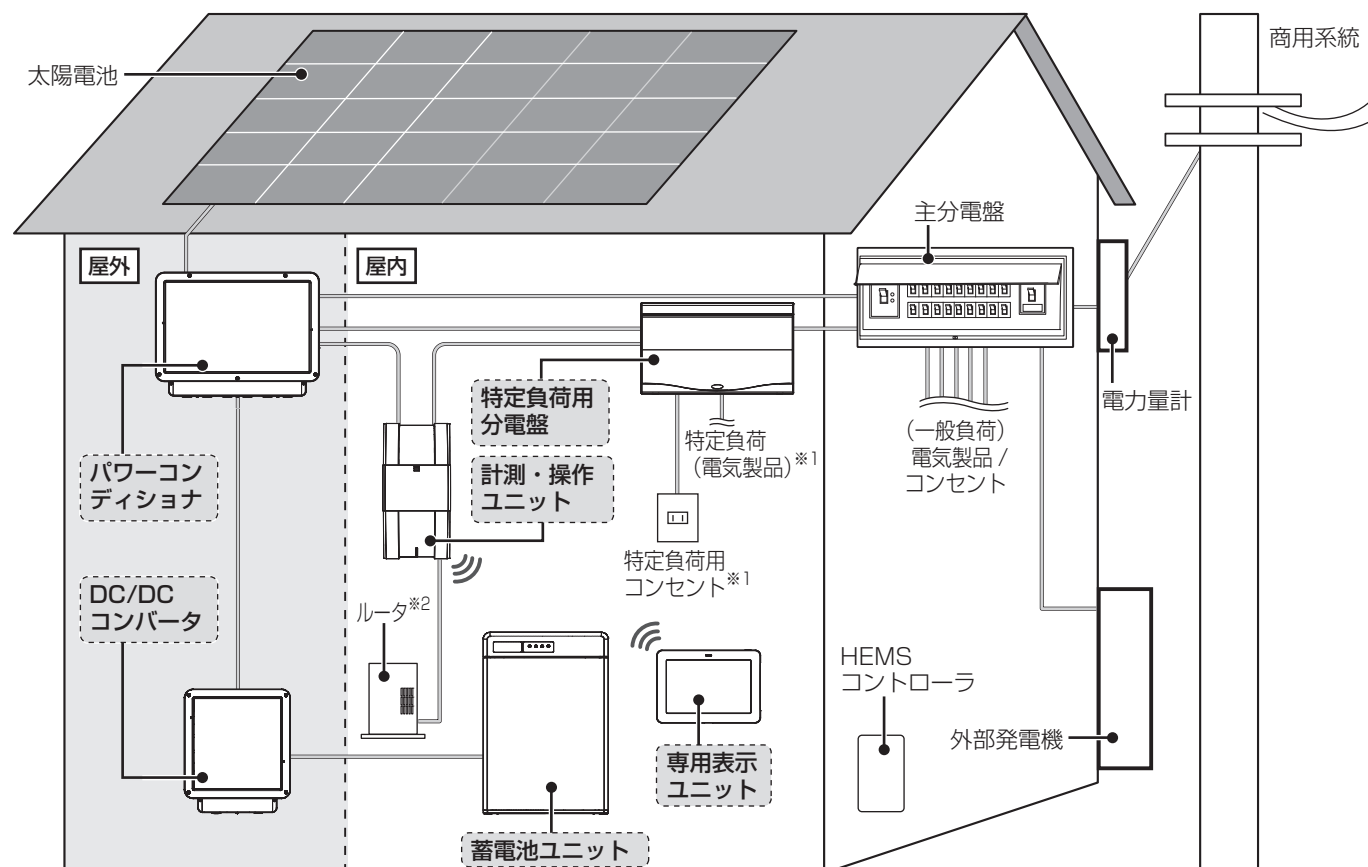 商用系統
太陽電池
主分電盤
屋外
屋内
特定負荷用
分電盤
電力量計
特定負荷
(電気製品)※1
(一般負荷)
電気製品 /
コンセント
パワーコン
ディショナ
計測・操作
ユニット
特定負荷用
コンセント※1
DC/DC
コンバータ
ルータ※2
HEMS
コントローラ
外部発電機
専用表示
ユニット
蓄電池ユニット